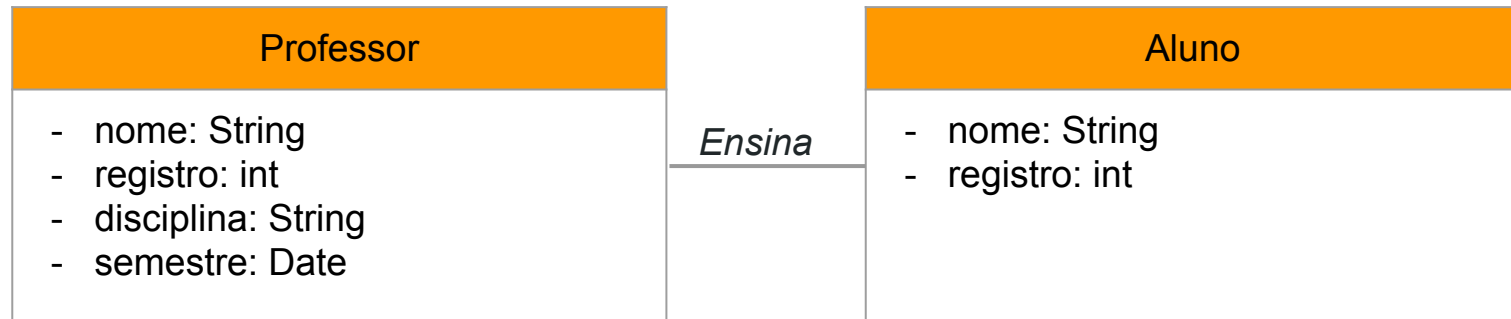 Professor
- nome: String
- registro: int
- disciplina: String
- semestre: Date
Ensina
Aluno
- nome: String
- registro: int